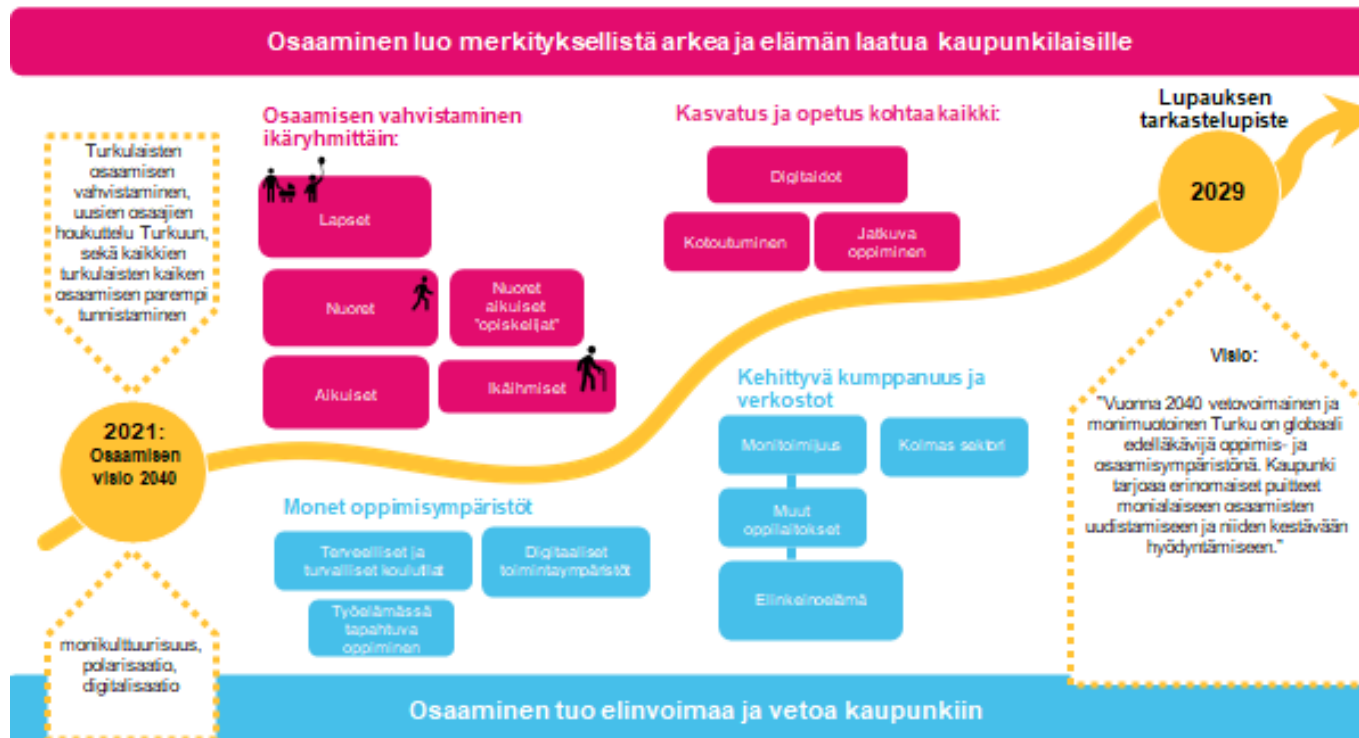 Osaaminen luo merkityksellistä arkea ja elämän laatua kaupunkilaisille
Turkulaisten
osaamisen
vahvistaminen,
uusien osaajien
houkuttelu Turkuun,
sekä kaikkien
turkulaisten kaiken
osaamisen parempi
tunnistaminen
2021:
Osaamisen
visio 2040
monikulttuurisuus,
polarisaatio,
digitalisaatio
Osaamisen vahvistaminen
ikäryhmittäin:
Lapset
Nuoret
Nuoret
aikuiset
"opiskelijat"
Aikuiset
Ikäihmiset
Kasvatus ja opetus kohtaa kaikki:
Digitaidot
Kotoutuminen
Jatkuva
oppiminen
Monet oppimisympäristöt
Terveelliset ja
turvalliset koulutilat
Digitaaliset
toimintaympäristöt
Työelämässä
tapahtuva
oppiminen
Kehittyvä kumppanuus ja
verkostot
Monitoimijuus
Kolmas sektori
Muut
oppilaitokset
Elinkeinoelämä
Lupauksen
tarkastelupiste
2029
Visio:
"Vuonna 2040 vetovoimainen ja
monimuotoinen Turku on globaali
edelläkävijä oppimis- ja
osaamisympäristönä. Kaupunki
tarjoaa erinomaiset puitteet
monialaiseen osaamisten
uudistamiseen ja niiden kestävään
hyödyntämiseen."
Osaaminen tuo elinvoimaa ja vetoa kaupunkiin